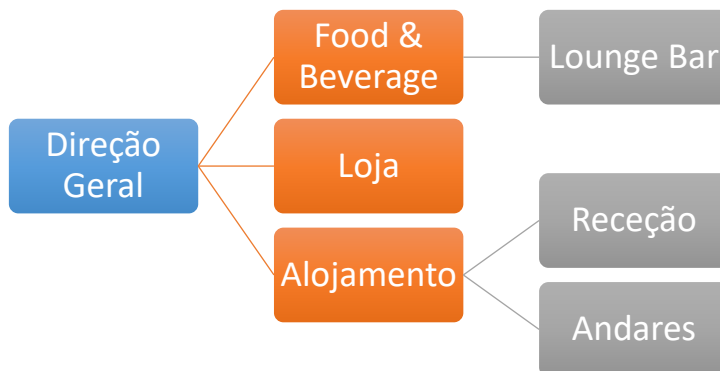 Direção
Geral
Food &
Beverage
Lounge Bar
Loja
Alojamento
Receção
Andares